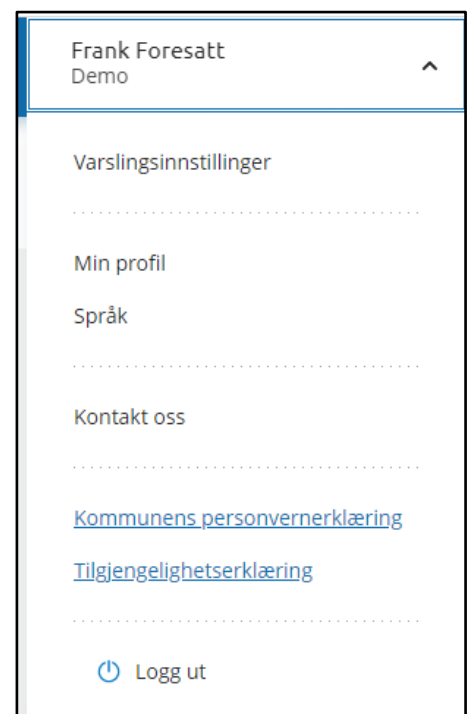 Frank Foresatt
Demo
Varslingsinnstillinger
Min profil
Språk
Kontakt oss
Kommunens personvernerklæring
Tilgjengelighetserklæring
Logg ut